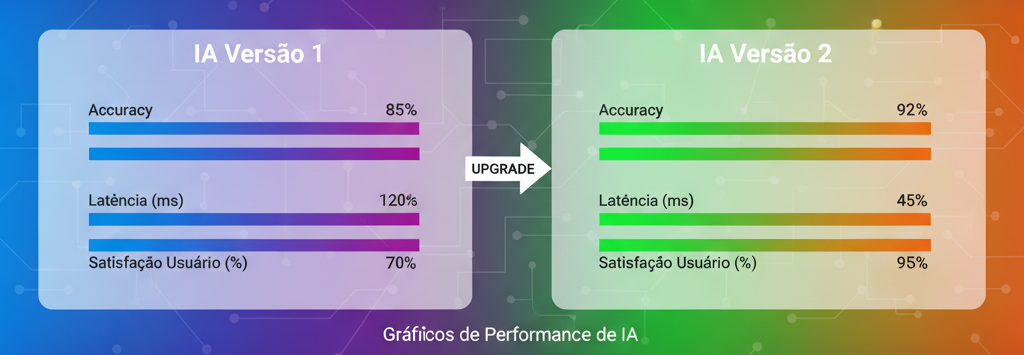 IA Versão 1
Accuracy 85%
Latência (ms) 120%
Satisfação Usuário (%) 70%
UPGRADE
IA Versão 2
Accuracy 92%
Latência (ms) 45%
Satisfação Usuário (%) 95%
Gráficos de Performance de IA